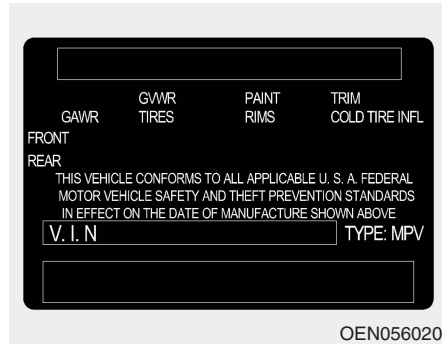 GVWR PAINT TRIM
GAWR TIRES RIMS COLD TIRE INFL
FRONT
REAR
THIS VEHICLE CONFORMS TO ALL APPLICABLE U. S. A. FEDERAL
MOTOR VEHICLE SAFETY AND THEFT PREVENTION STANDARDS
IN EFFECT ON THE DATE OF MANUFACTURE SHOWN ABOVE
V. I. N TYPE: MPV
OEN056020